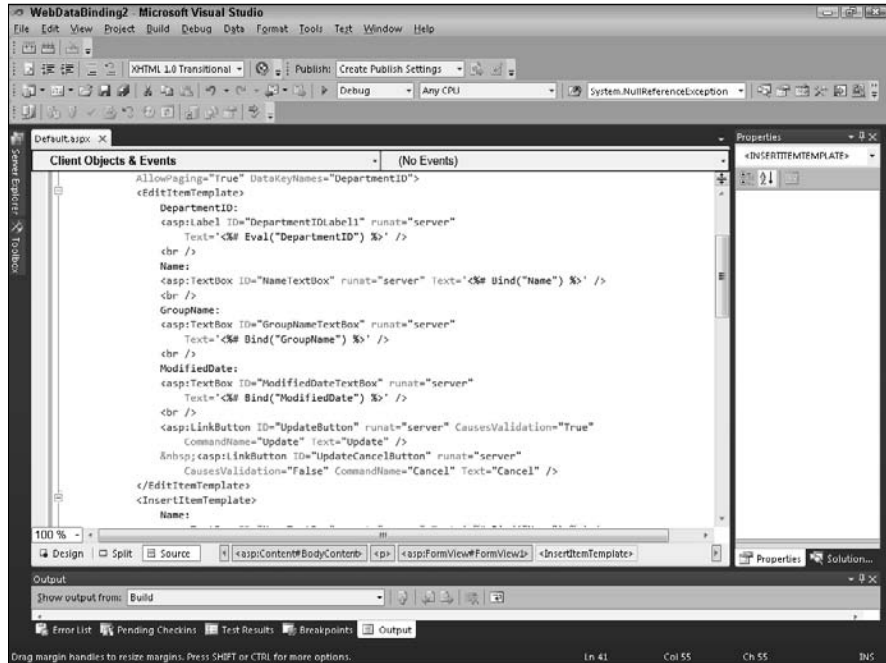 WebDataBinding2 - Microsoft Visual Studio
File Edit View Project Build Debug Data Format Tools Test Window Help
XHTML 1.0 Transitional Publish: Create Publish Settings
Debug Any CPU System.NullReferenceException
Server Explorer
Toolbox
Default.aspx X
Client Objects & Events (No Events)
AllowPaging="True" DataKeyNames="DepartmentID">
<EditItemTemplate>
DepartmentID:
<asp:Label ID="DepartmentIDLabel1" runat="server"
Text='<%# Eval("DepartmentID") %>' />
<br />
Name:
<asp:TextBox ID="NameTextBox" runat="server" Text='<%# Bind("Name") %>' />
<br />
GroupName:
<asp:TextBox ID="GroupNameTextBox" runat="server"
Text='<%# Bind("GroupName") %>' />
<br />
ModifiedDate:
<asp:TextBox ID="ModifiedDateTextBox" runat="server"
Text='<%# Bind("ModifiedDate") %>' />
<br />
<asp:LinkButton ID="UpdateButton" runat="server" CausesValidation="True"
CommandName="Update" Text="Update" />
&nbsp;<asp:LinkButton ID="UpdateCancelButton" runat="server"
CausesValidation="False" CommandName="Cancel" Text="Cancel" />
</EditItemTemplate>
<InsertItemTemplate>
Name:
100 %
Design Split Source <asp:Content#BodyContent> <p> <asp:FormView#FormView1> <InsertItemTemplate>
Properties
<INSERTITEMTEMPLATE>
Properties Solution...
Output
Show output from: Build
Error List Pending Checkins Test Results Breakpoints Output
Drag margin handles to resize margins. Press SHIFT or CTRL for more options. Ln 41 Col 55 Ch 55 INS